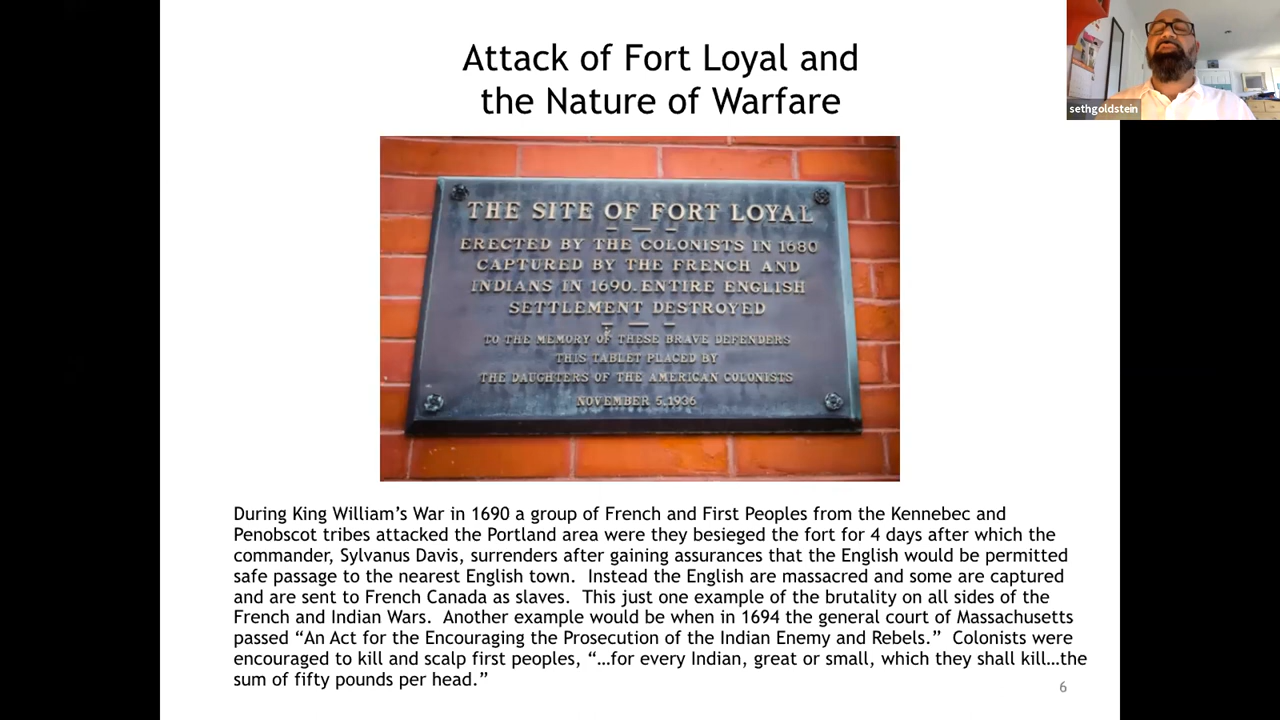 Attack of Fort Loyal and
the Nature of Warfare
sethgoldstein
THE SITE OF FORT LOYAL
ERECTED BY THE COLONISTS IN 1680
CAPTURED BY THE FRENCH AND
INDIANS IN 1690. ENTIRE ENGLISH
SETTLEMENT DESTROYED
TO THE MEMORY OF THESE BRAVE DEFENDERS
THIS TABLET PLACED BY
THE DAUGHTERS OF THE AMERICAN COLONISTS
NOVEMBER 5, 1936
During King William’s War in 1690 a group of French and First Peoples from the Kennebec and
Penobscot tribes attacked the Portland area were they besieged the fort for 4 days after which the
commander, Sylvanus Davis, surrenders after gaining assurances that the English would be permitted
safe passage to the nearest English town.  Instead the English are massacred and some are captured
and are sent to French Canada as slaves.  This just one example of the brutality on all sides of the
French and Indian Wars.  Another example would be when in 1694 the general court of Massachusetts
passed “An Act for the Encouraging the Prosecution of the Indian Enemy and Rebels.”  Colonists were
encouraged to kill and scalp first peoples, “…for every Indian, great or small, which they shall kill…the
sum of fifty pounds per head.”
6